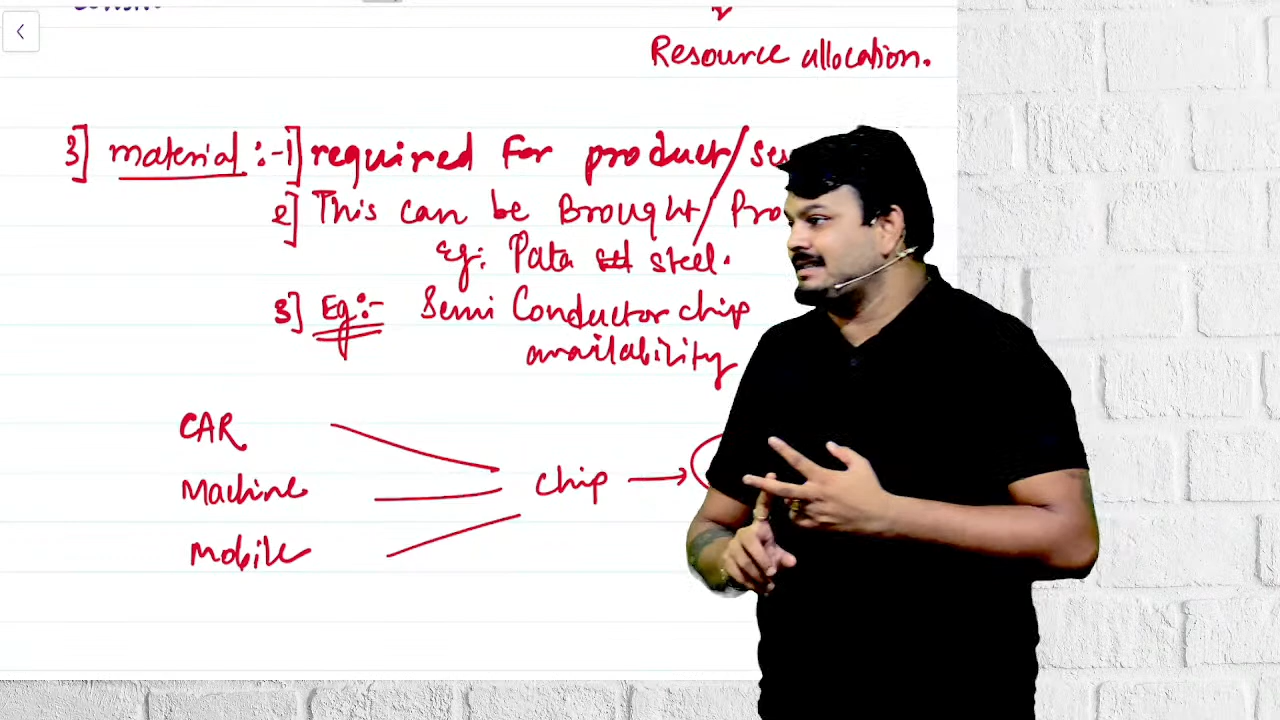 Resource allocation.
3] material :- 1] required for product/se
2] This can be Brought/ Pro
Eg: Tata steel.
3] Eg:- Semi Conductor chip
availability
CAR
Machine
Mobile
chip →